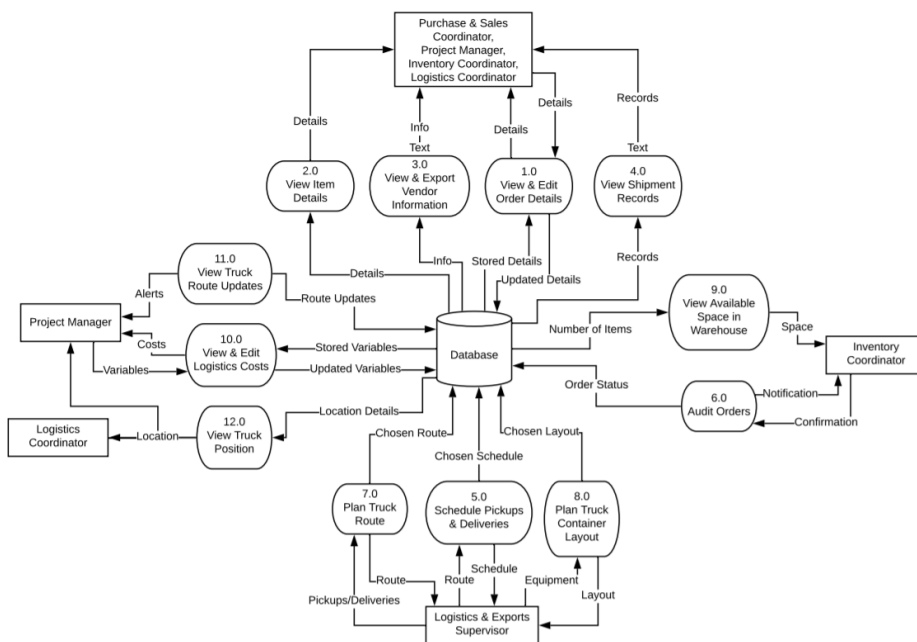 Purchase & Sales
Coordinator,
Project Manager,
Inventory Coordinator,
Logistics Coordinator
Details
Info
Details
Details
Records
Text
Text
2.0
View Item
Details
3.0
View & Export
Vendor
Information
1.0
View & Edit
Order Details
4.0
View Shipment
Records
Details
Info
Stored Details
Updated Details
Records
11.0
View Truck
Route Updates
Alerts
Route Updates
Project Manager
Costs
Variables
10.0
View & Edit
Logistics Costs
Stored Variables
Updated Variables
Database
Number of Items
9.0
View Available
Space in
Warehouse
Space
Inventory
Coordinator
Order Status
6.0
Audit Orders
Notification
Confirmation
Logistics
Coordinator
Location
12.0
View Truck
Position
Location Details
Chosen Route
Chosen Schedule
Chosen Layout
7.0
Plan Truck
Route
5.0
Schedule Pickups
& Deliveries
8.0
Plan Truck
Container
Layout
Route
Pickups/Deliveries
Route
Schedule
Equipment
Layout
Logistics & Exports
Supervisor